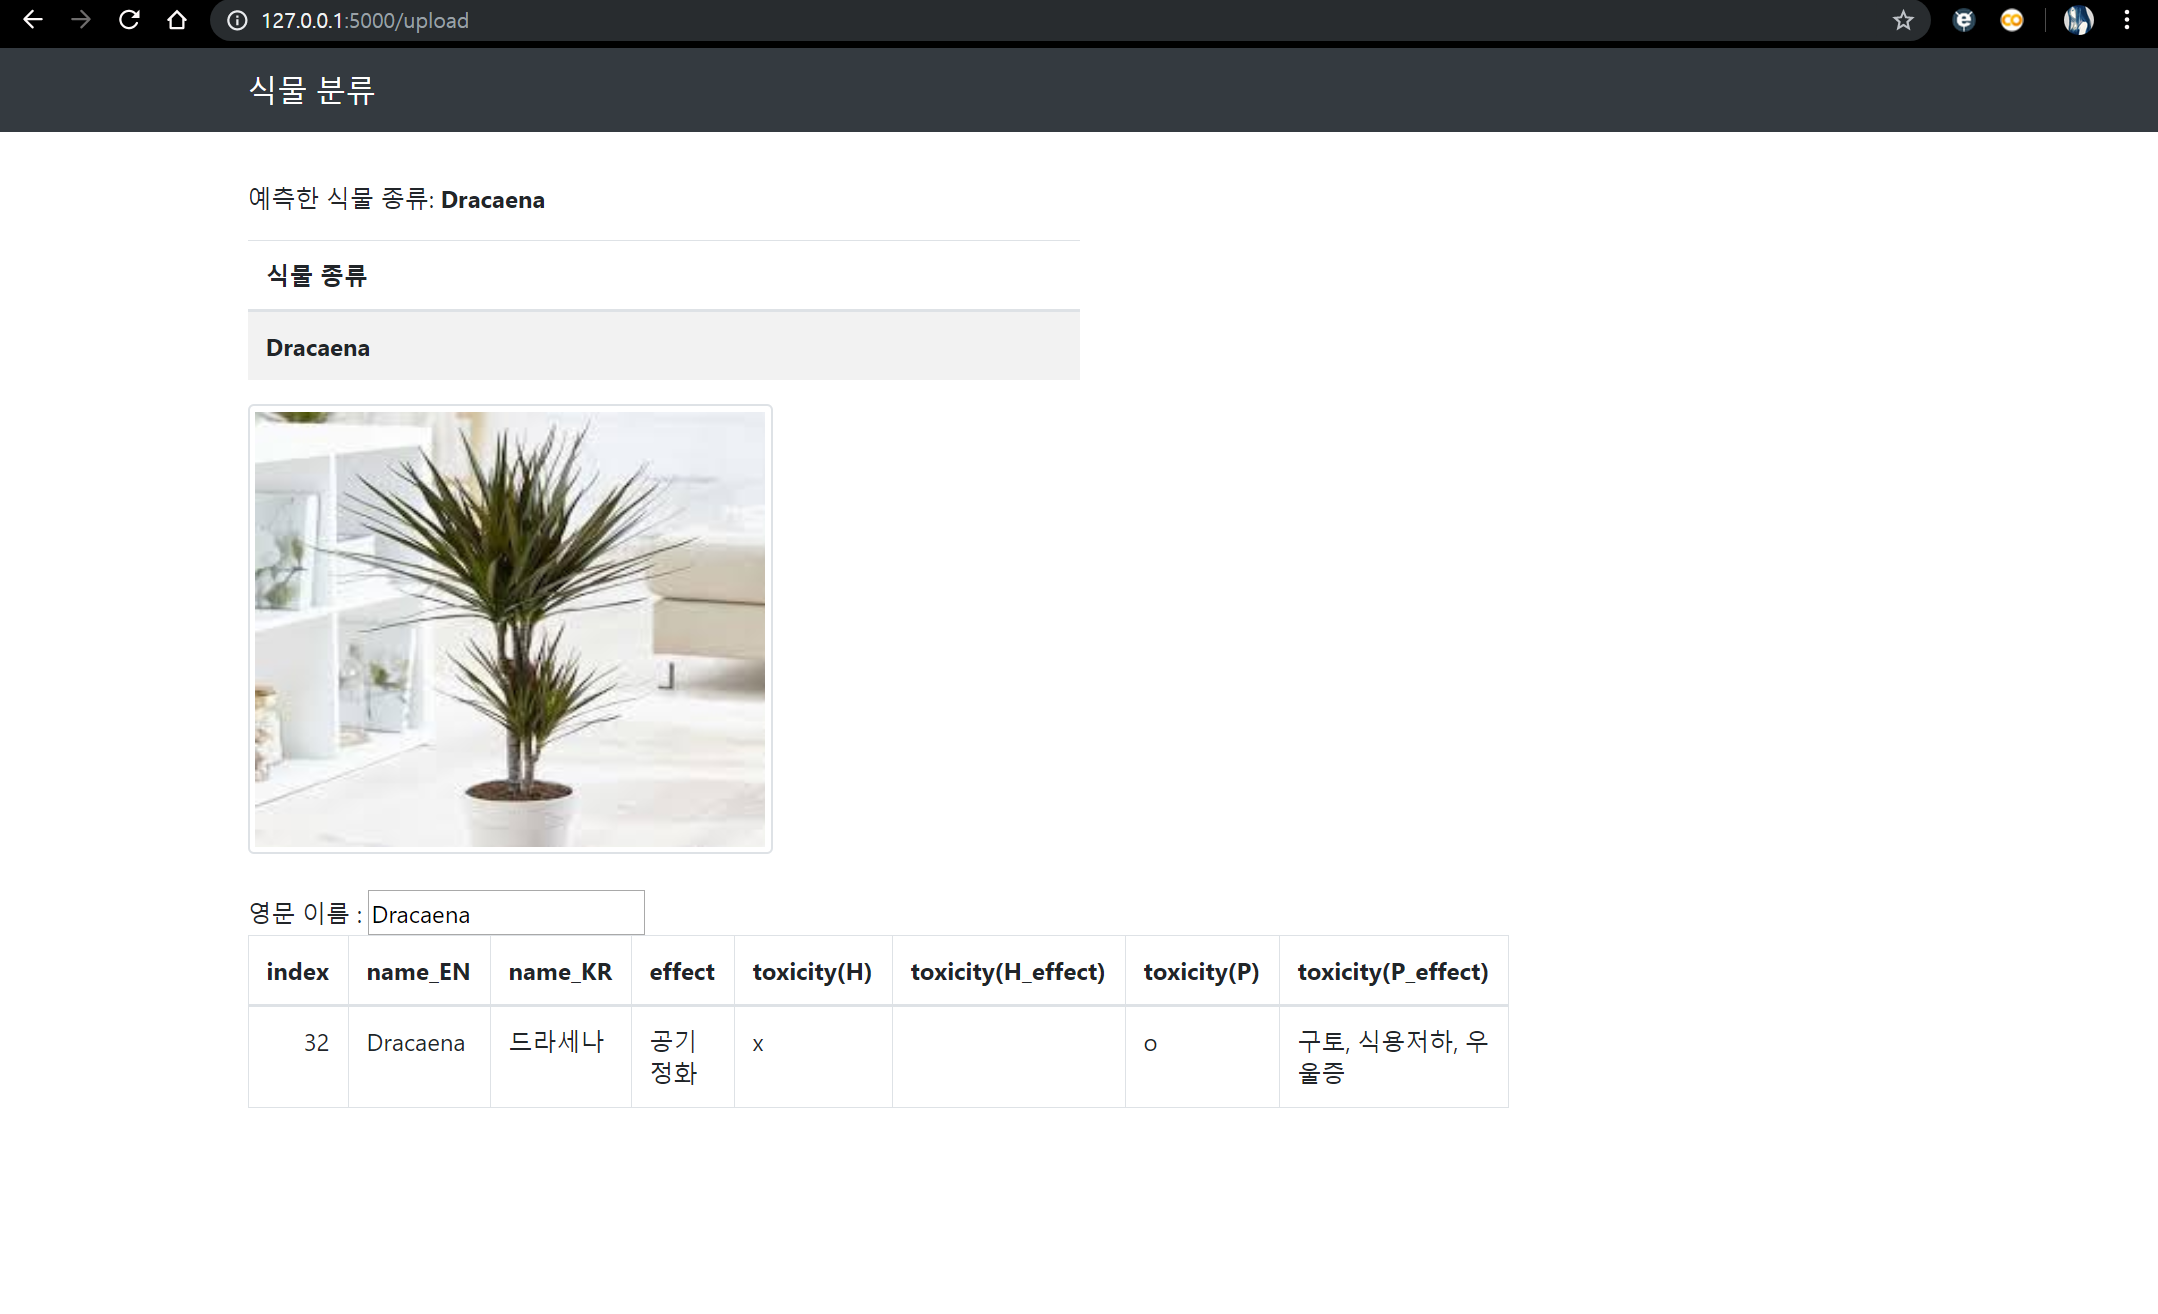 127.0.0.1:5000/upload
식물 분류
예측한 식물 종류: Dracaena
식물 종류
Dracaena
영문 이름 : Dracaena
index name_EN name_KR effect toxicity(H) toxicity(H_effect) toxicity(P) toxicity(P_effect)
32 Dracaena 드라세나 공기 x o 구토, 식용저하, 우
정화 울증